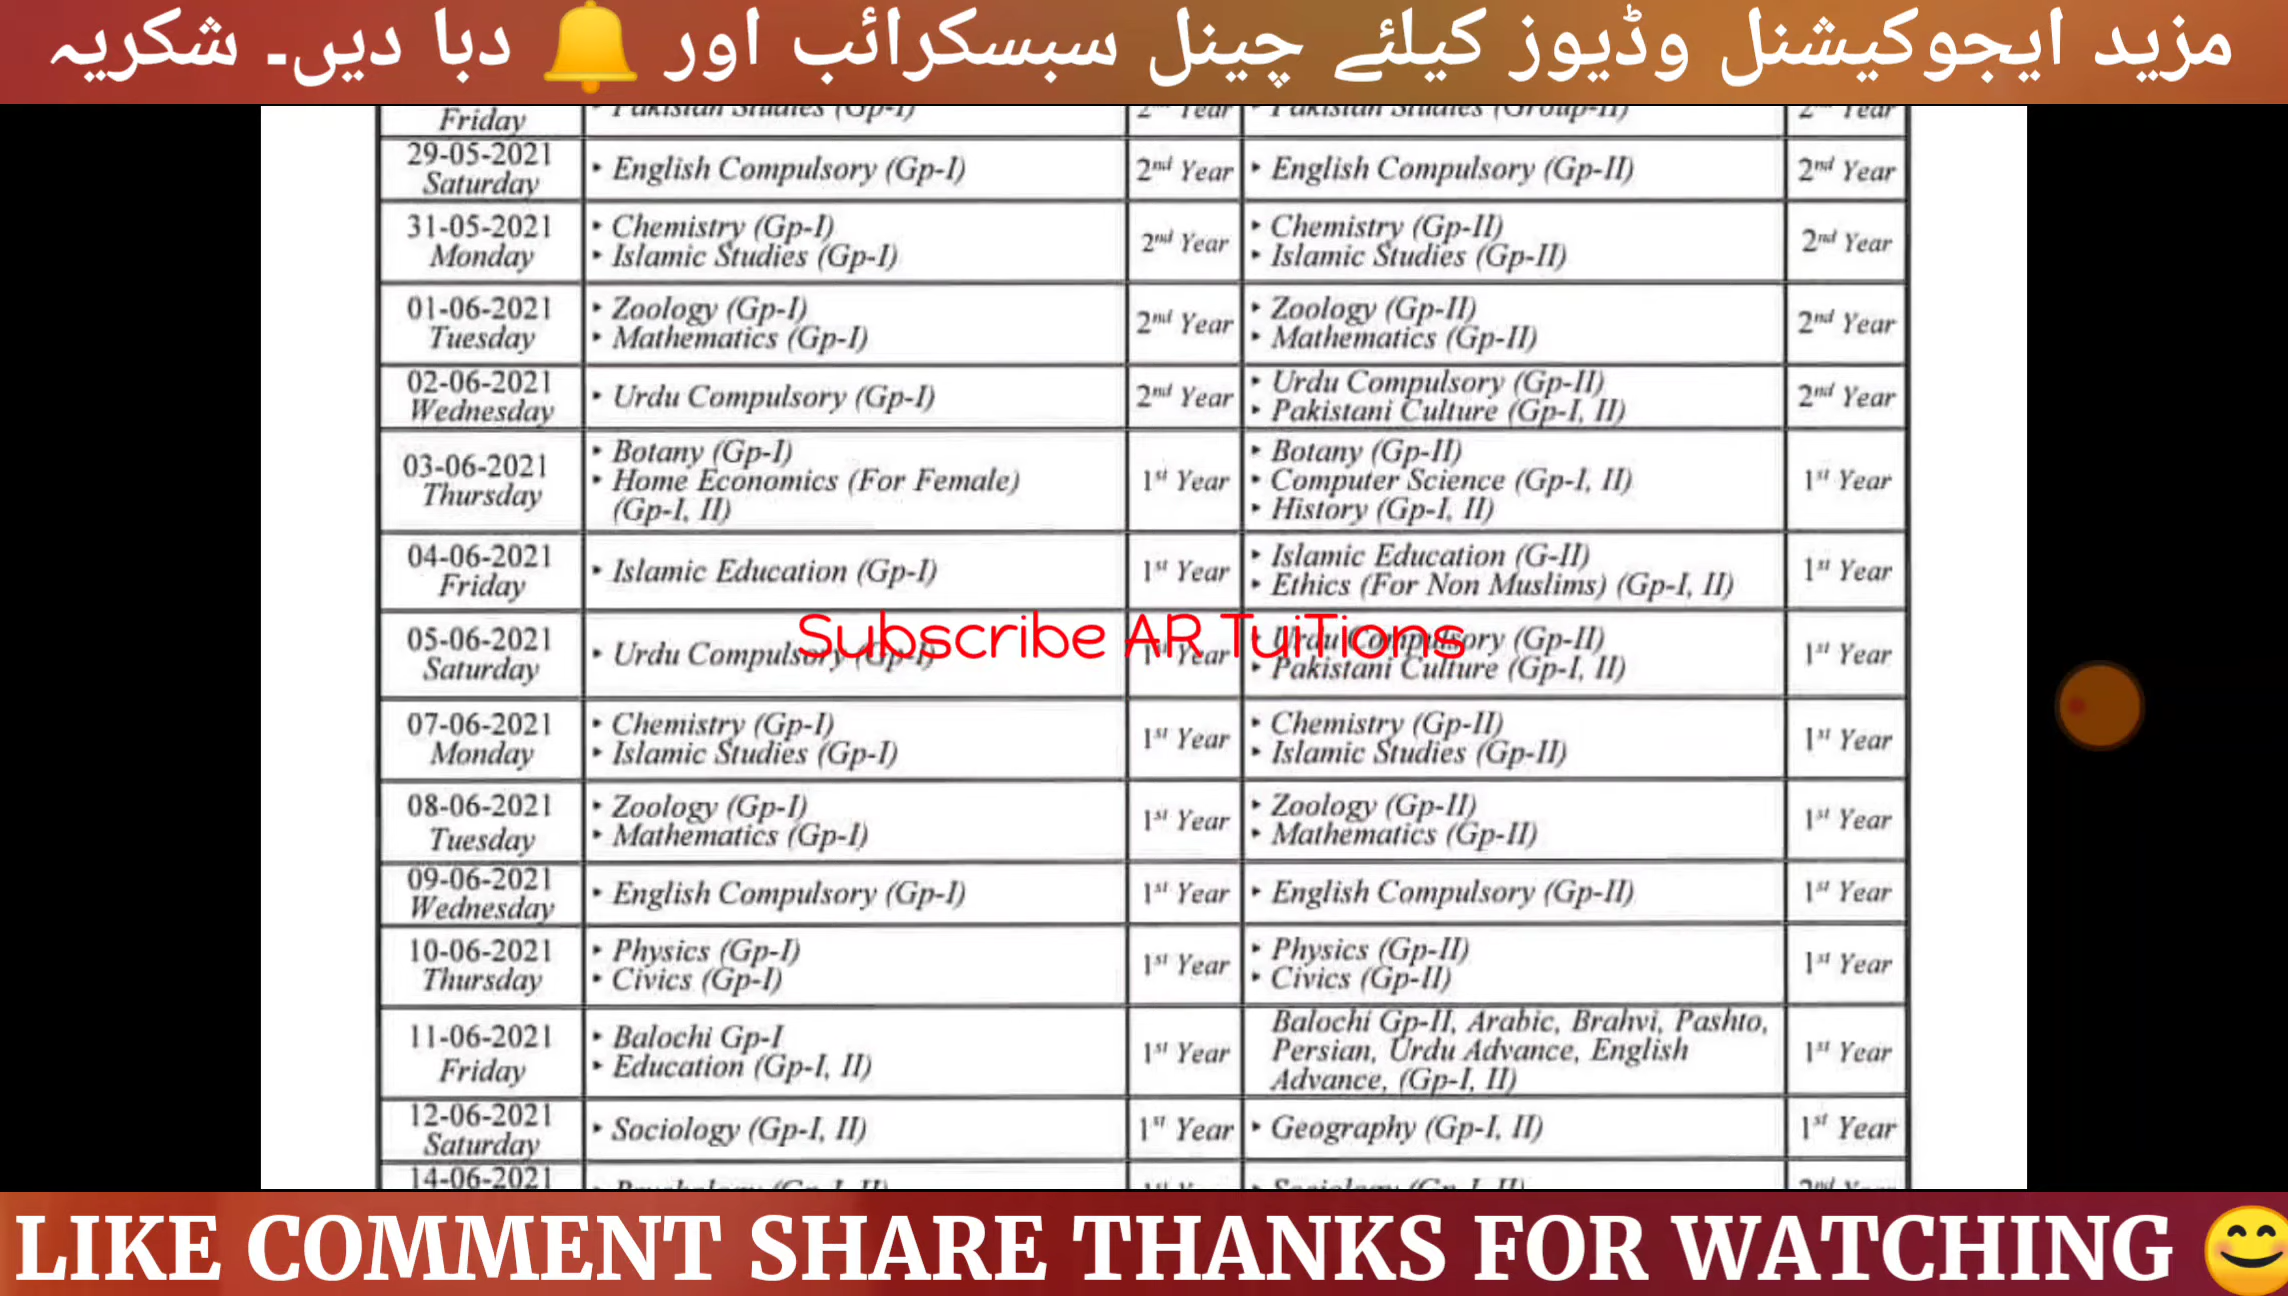 مزید ایجوکیشنل وڈیوز کیلئے چینل سبسکرائب اور 🔔 دبا دیں۔ شکریہ
Friday ‣ Pakistan Studies (Gp-I) 2nd Year ‣ Pakistan Studies (Group-II) 2nd Year
29-05-2021
Saturday
‣ English Compulsory (Gp-I) 2nd Year ‣ English Compulsory (Gp-II) 2nd Year
31-05-2021
Monday
‣ Chemistry (Gp-I)
‣ Islamic Studies (Gp-I)
2nd Year
‣ Chemistry (Gp-II)
‣ Islamic Studies (Gp-II)
2nd Year
01-06-2021
Tuesday
‣ Zoology (Gp-I)
‣ Mathematics (Gp-I)
2nd Year
‣ Zoology (Gp-II)
‣ Mathematics (Gp-II)
2nd Year
02-06-2021
Wednesday
‣ Urdu Compulsory (Gp-I)
2nd Year
‣ Urdu Compulsory (Gp-II)
‣ Pakistani Culture (Gp-I, II)
2nd Year
03-06-2021
Thursday
‣ Botany (Gp-I)
‣ Home Economics (For Female)
(Gp-I, II)
1st Year
‣ Botany (Gp-II)
‣ Computer Science (Gp-I, II)
‣ History (Gp-I, II)
1st Year
04-06-2021
Friday
‣ Islamic Education (Gp-I)
1st Year
‣ Islamic Education (G-II)
‣ Ethics (For Non Muslims) (Gp-I, II)
1st Year
Subscribe AR TuiTions
05-06-2021
Saturday
‣ Urdu Compulsory (Gp-I)
1st Year
‣ Urdu Compulsory (Gp-II)
‣ Pakistani Culture (Gp-I, II)
1st Year
07-06-2021
Monday
‣ Chemistry (Gp-I)
‣ Islamic Studies (Gp-I)
1st Year
‣ Chemistry (Gp-II)
‣ Islamic Studies (Gp-II)
1st Year
08-06-2021
Tuesday
‣ Zoology (Gp-I)
‣ Mathematics (Gp-I)
1st Year
‣ Zoology (Gp-II)
‣ Mathematics (Gp-II)
1st Year
09-06-2021
Wednesday
‣ English Compulsory (Gp-I)
1st Year
‣ English Compulsory (Gp-II)
1st Year
10-06-2021
Thursday
‣ Physics (Gp-I)
‣ Civics (Gp-I)
1st Year
‣ Physics (Gp-II)
‣ Civics (Gp-II)
1st Year
11-06-2021
Friday
‣ Balochi Gp-I
‣ Education (Gp-I, II)
1st Year
Balochi Gp-II, Arabic, Brahvi, Pashto,
Persian, Urdu Advance, English
Advance, (Gp-I, II)
1st Year
12-06-2021
Saturday
‣ Sociology (Gp-I, II)
1st Year
‣ Geography (Gp-I, II)
1st Year
14-06-2021
‣ Psychology (Gp-I, II) 1st Year ‣ Sociology (Gp-I, II) 2nd Year
LIKE COMMENT SHARE THANKS FOR WATCHING 😊